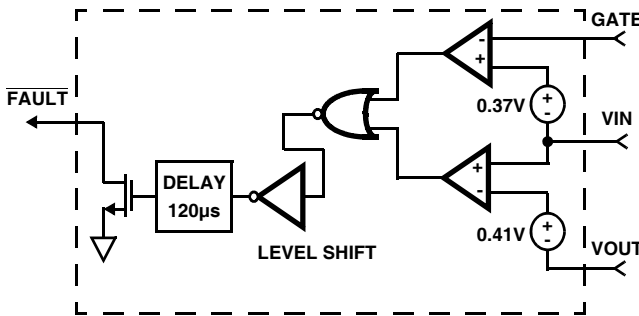 GATE
-
+
FAULT
+
0.37V
-
VIN
+
-
DELAY
120µs
+
0.41V
-
LEVEL SHIFT
VOUT